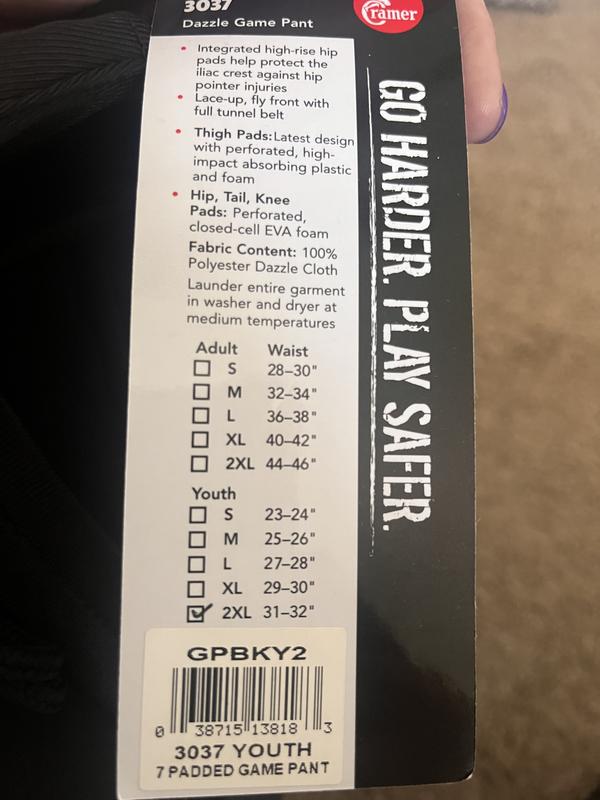 3037
Dazzle Game Pant
Cramer
• Integrated high-rise hip
pads help protect the
iliac crest against hip
pointer injuries
• Lace-up, fly front with
full tunnel belt
• Thigh Pads:Latest design
with perforated, high-
impact absorbing plastic
and foam
• Hip, Tail, Knee
Pads: Perforated,
closed-cell EVA foam
Fabric Content: 100%
Polyester Dazzle Cloth
Launder entire garment
in washer and dryer at
medium temperatures
Adult Waist
S 28–30"
M 32–34"
L 36–38"
XL 40–42"
2XL 44–46"
Youth
S 23–24"
M 25–26"
L 27–28"
XL 29–30"
2XL 31–32"
GPBKY2
0 38715 13818 3
3037 YOUTH
7 PADDED GAME PANT
GO HARDER. PLAY SAFER.